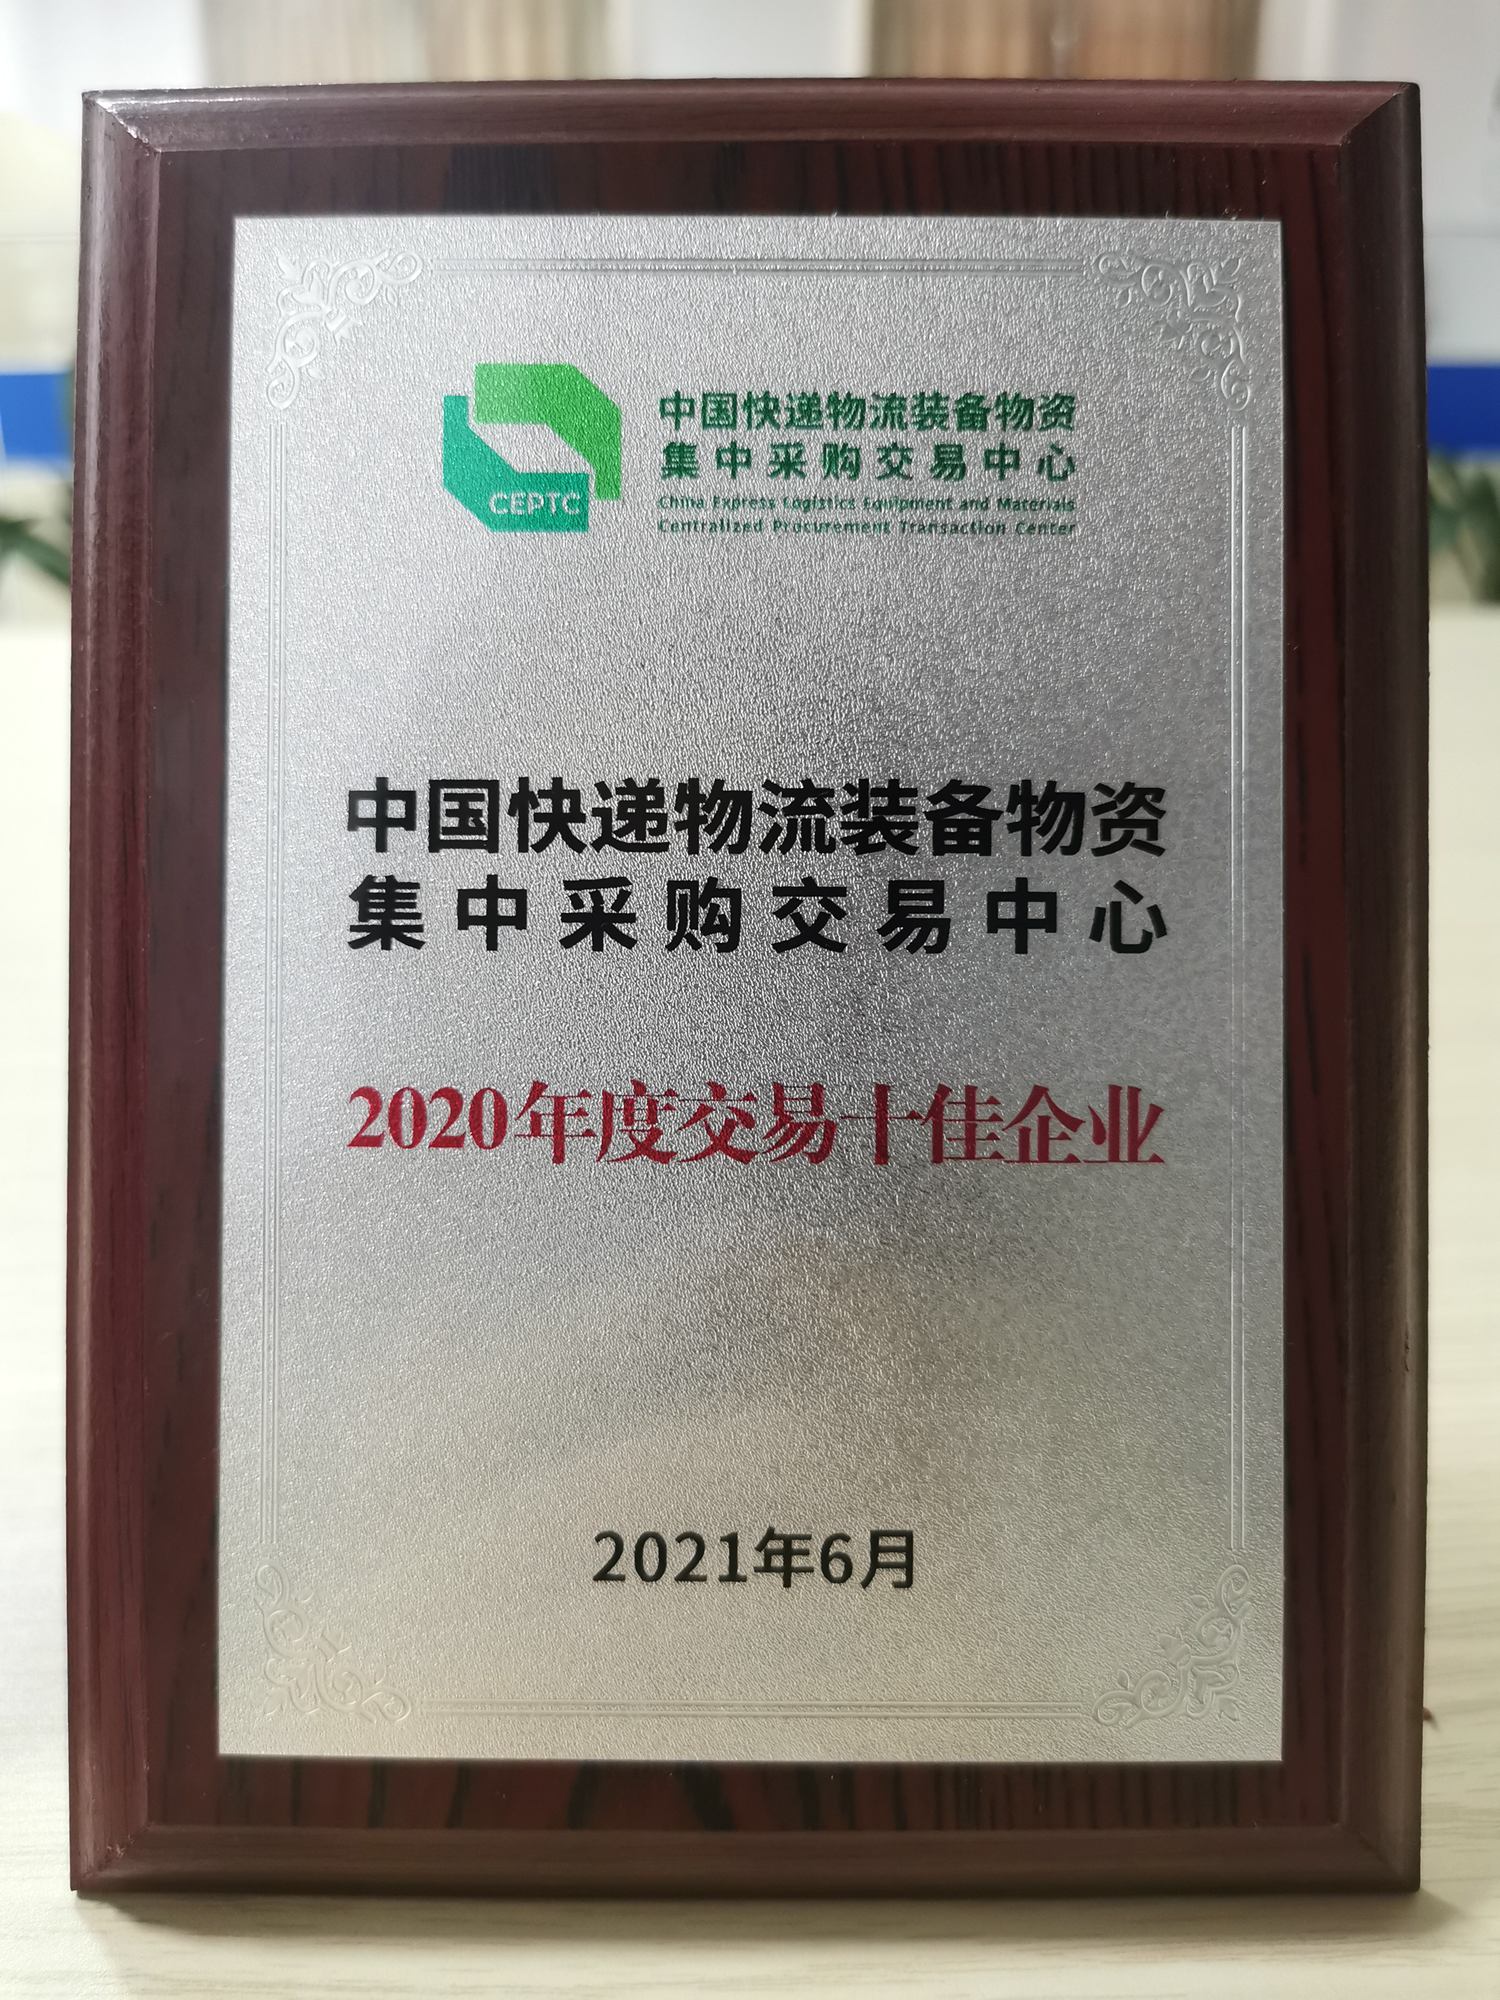 中国快递物流装备物资
集中采购交易中心
China Express Logistics Equipment and Materials
Centralized Procurement Transaction Center
CEPTC
中国快递物流装备物资
集中采购交易中心
2020年度交易十佳企业
2021年6月